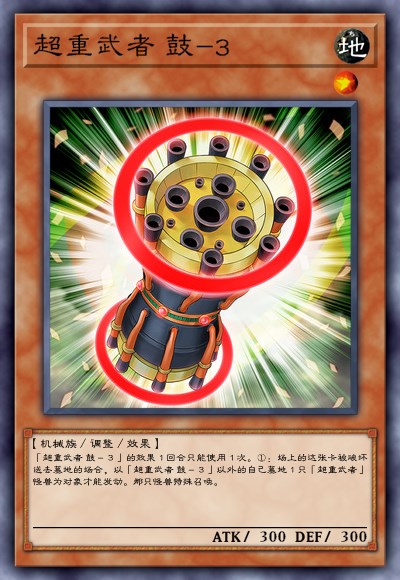 超重武者 鼓-3
地
【机械族／调整／效果】
「超重武者 鼓－3」的效果1回合只能使用1次。①：场上的这张卡被破坏
送去墓地的场合，以「超重武者 鼓－3」以外的自己墓地1只「超重武者」
怪兽为对象才能发动。那只怪兽特殊召唤。
ATK/ 300 DEF/ 300